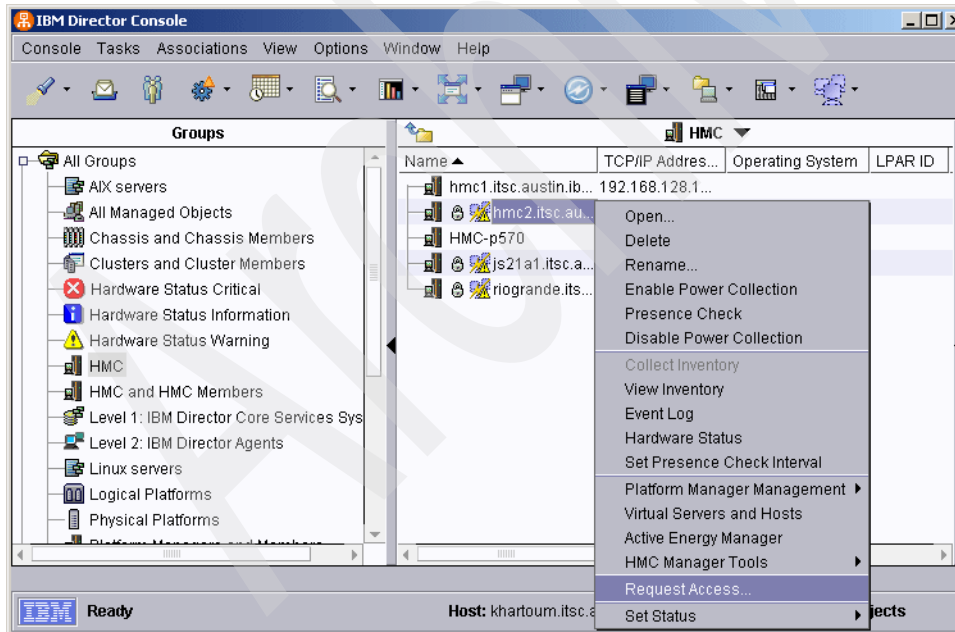 IBM Director Console
Console Tasks Associations View Options Window Help
Groups
HMC
All Groups
AIX servers
All Managed Objects
Chassis and Chassis Members
Clusters and Cluster Members
Hardware Status Critical
Hardware Status Information
Hardware Status Warning
HMC
HMC and HMC Members
Level 1: IBM Director Core Services Sys
Level 2: IBM Director Agents
Linux servers
Logical Platforms
Physical Platforms
Name TCP/IP Addres... Operating System LPAR ID
hmc1.itsc.austin.ib... 192.168.128.1...
hmc2.itsc.au...
HMC-p570
js21a1.itsc.a...
riogrande.its...
Open...
Delete
Rename...
Enable Power Collection
Presence Check
Disable Power Collection
Collect Inventory
View Inventory
Event Log
Hardware Status
Set Presence Check Interval
Platform Manager Management
Virtual Servers and Hosts
Active Energy Manager
HMC Manager Tools
Request Access...
Set Status
IBM Ready Host: khartoum.itsc.a jects